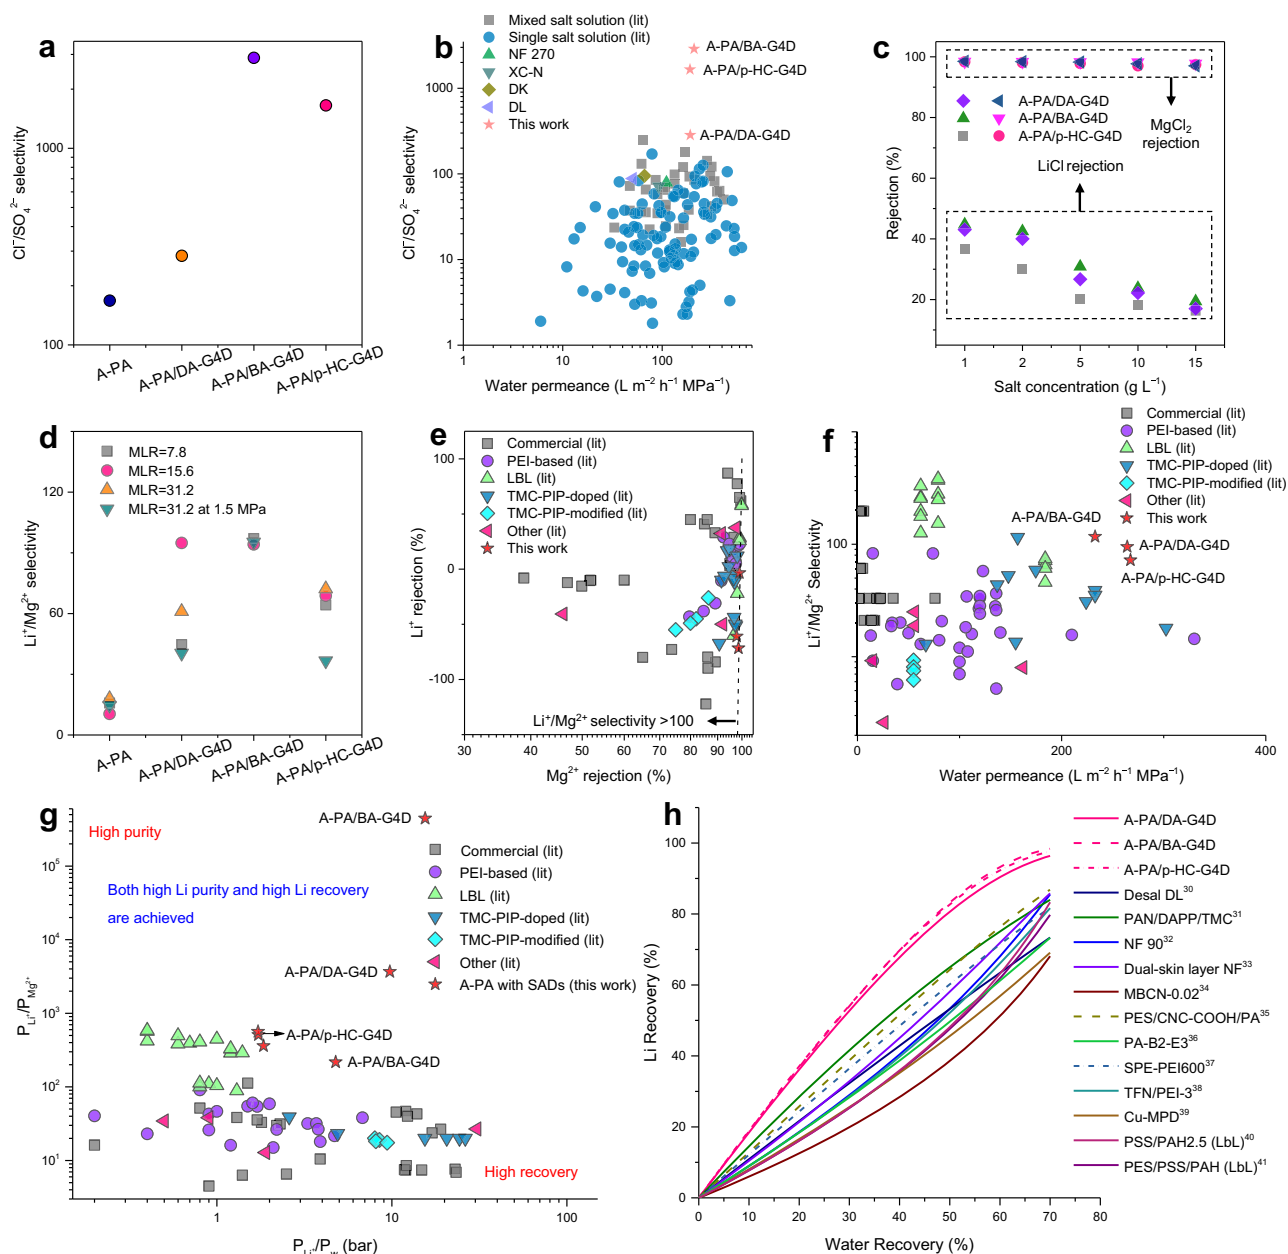 a
Cl⁻/SO₄²⁻ selectivity
1000
100
A-PA
A-PA/DA-G4D
A-PA/BA-G4D
A-PA/p-HC-G4D
b
Mixed salt solution (lit)
Single salt solution (lit)
NF 270
XC-N
DK
DL
This work
A-PA/BA-G4D
A-PA/p-HC-G4D
A-PA/DA-G4D
Cl⁻/SO₄²⁻ selectivity
1000
100
10
1
1
10
100
Water permeance (L m⁻² h⁻¹ MPa⁻¹)
c
Rejection (%)
100
80
60
40
20
A-PA/DA-G4D
A-PA/BA-G4D
A-PA/p-HC-G4D
MgCl₂
rejection
LiCl rejection
1
2
5
10
15
Salt concentration (g L⁻¹)
d
Li⁺/Mg²⁺ selectivity
120
60
0
MLR=7.8
MLR=15.6
MLR=31.2
MLR=31.2 at 1.5 MPa
A-PA
A-PA/DA-G4D
A-PA/BA-G4D
A-PA/p-HC-G4D
e
Li⁺ rejection (%)
100
0
-100
Commercial (lit)
PEI-based (lit)
LBL (lit)
TMC-PIP-doped (lit)
TMC-PIP-modified (lit)
Other (lit)
This work
Li⁺/Mg²⁺ selectivity >100
30
40
50
60
70
80
90
100
Mg²⁺ rejection (%)
f
Li⁺/Mg²⁺ Selectivity
100
Commercial (lit)
PEI-based (lit)
LBL (lit)
TMC-PIP-doped (lit)
TMC-PIP-modified (lit)
Other (lit)
This work
A-PA/BA-G4D
A-PA/DA-G4D
A-PA/p-HC-G4D
0
200
400
Water permeance (L m⁻² h⁻¹ MPa⁻¹)
g
High purity
Both high Li purity and high Li recovery
are achieved
A-PA/BA-G4D
Commercial (lit)
PEI-based (lit)
LBL (lit)
TMC-PIP-doped (lit)
TMC-PIP-modified (lit)
Other (lit)
A-PA with SADs (this work)
A-PA/DA-G4D
A-PA/p-HC-G4D
A-PA/BA-G4D
High recovery
P_Li⁺/P_Mg²⁺
10⁵
10⁴
10³
10²
10¹
1
10
100
P_Li⁺/P_w (bar)
h
Li Recovery (%)
100
80
60
40
20
0
0
10
20
30
40
50
60
70
80
Water Recovery (%)
A-PA/DA-G4D
A-PA/BA-G4D
A-PA/p-HC-G4D
Desal DL³⁰
PAN/DAPP/TMC³¹
NF 90³²
Dual-skin layer NF³³
MBCN-0.02³⁴
PES/CNC-COOH/PA³⁵
PA-B2-E3³⁶
SPE-PEI600³⁷
TFN/PEI-3³⁸
Cu-MPD³⁹
PSS/PAH2.5 (LbL)⁴⁰
PES/PSS/PAH (LbL)⁴¹